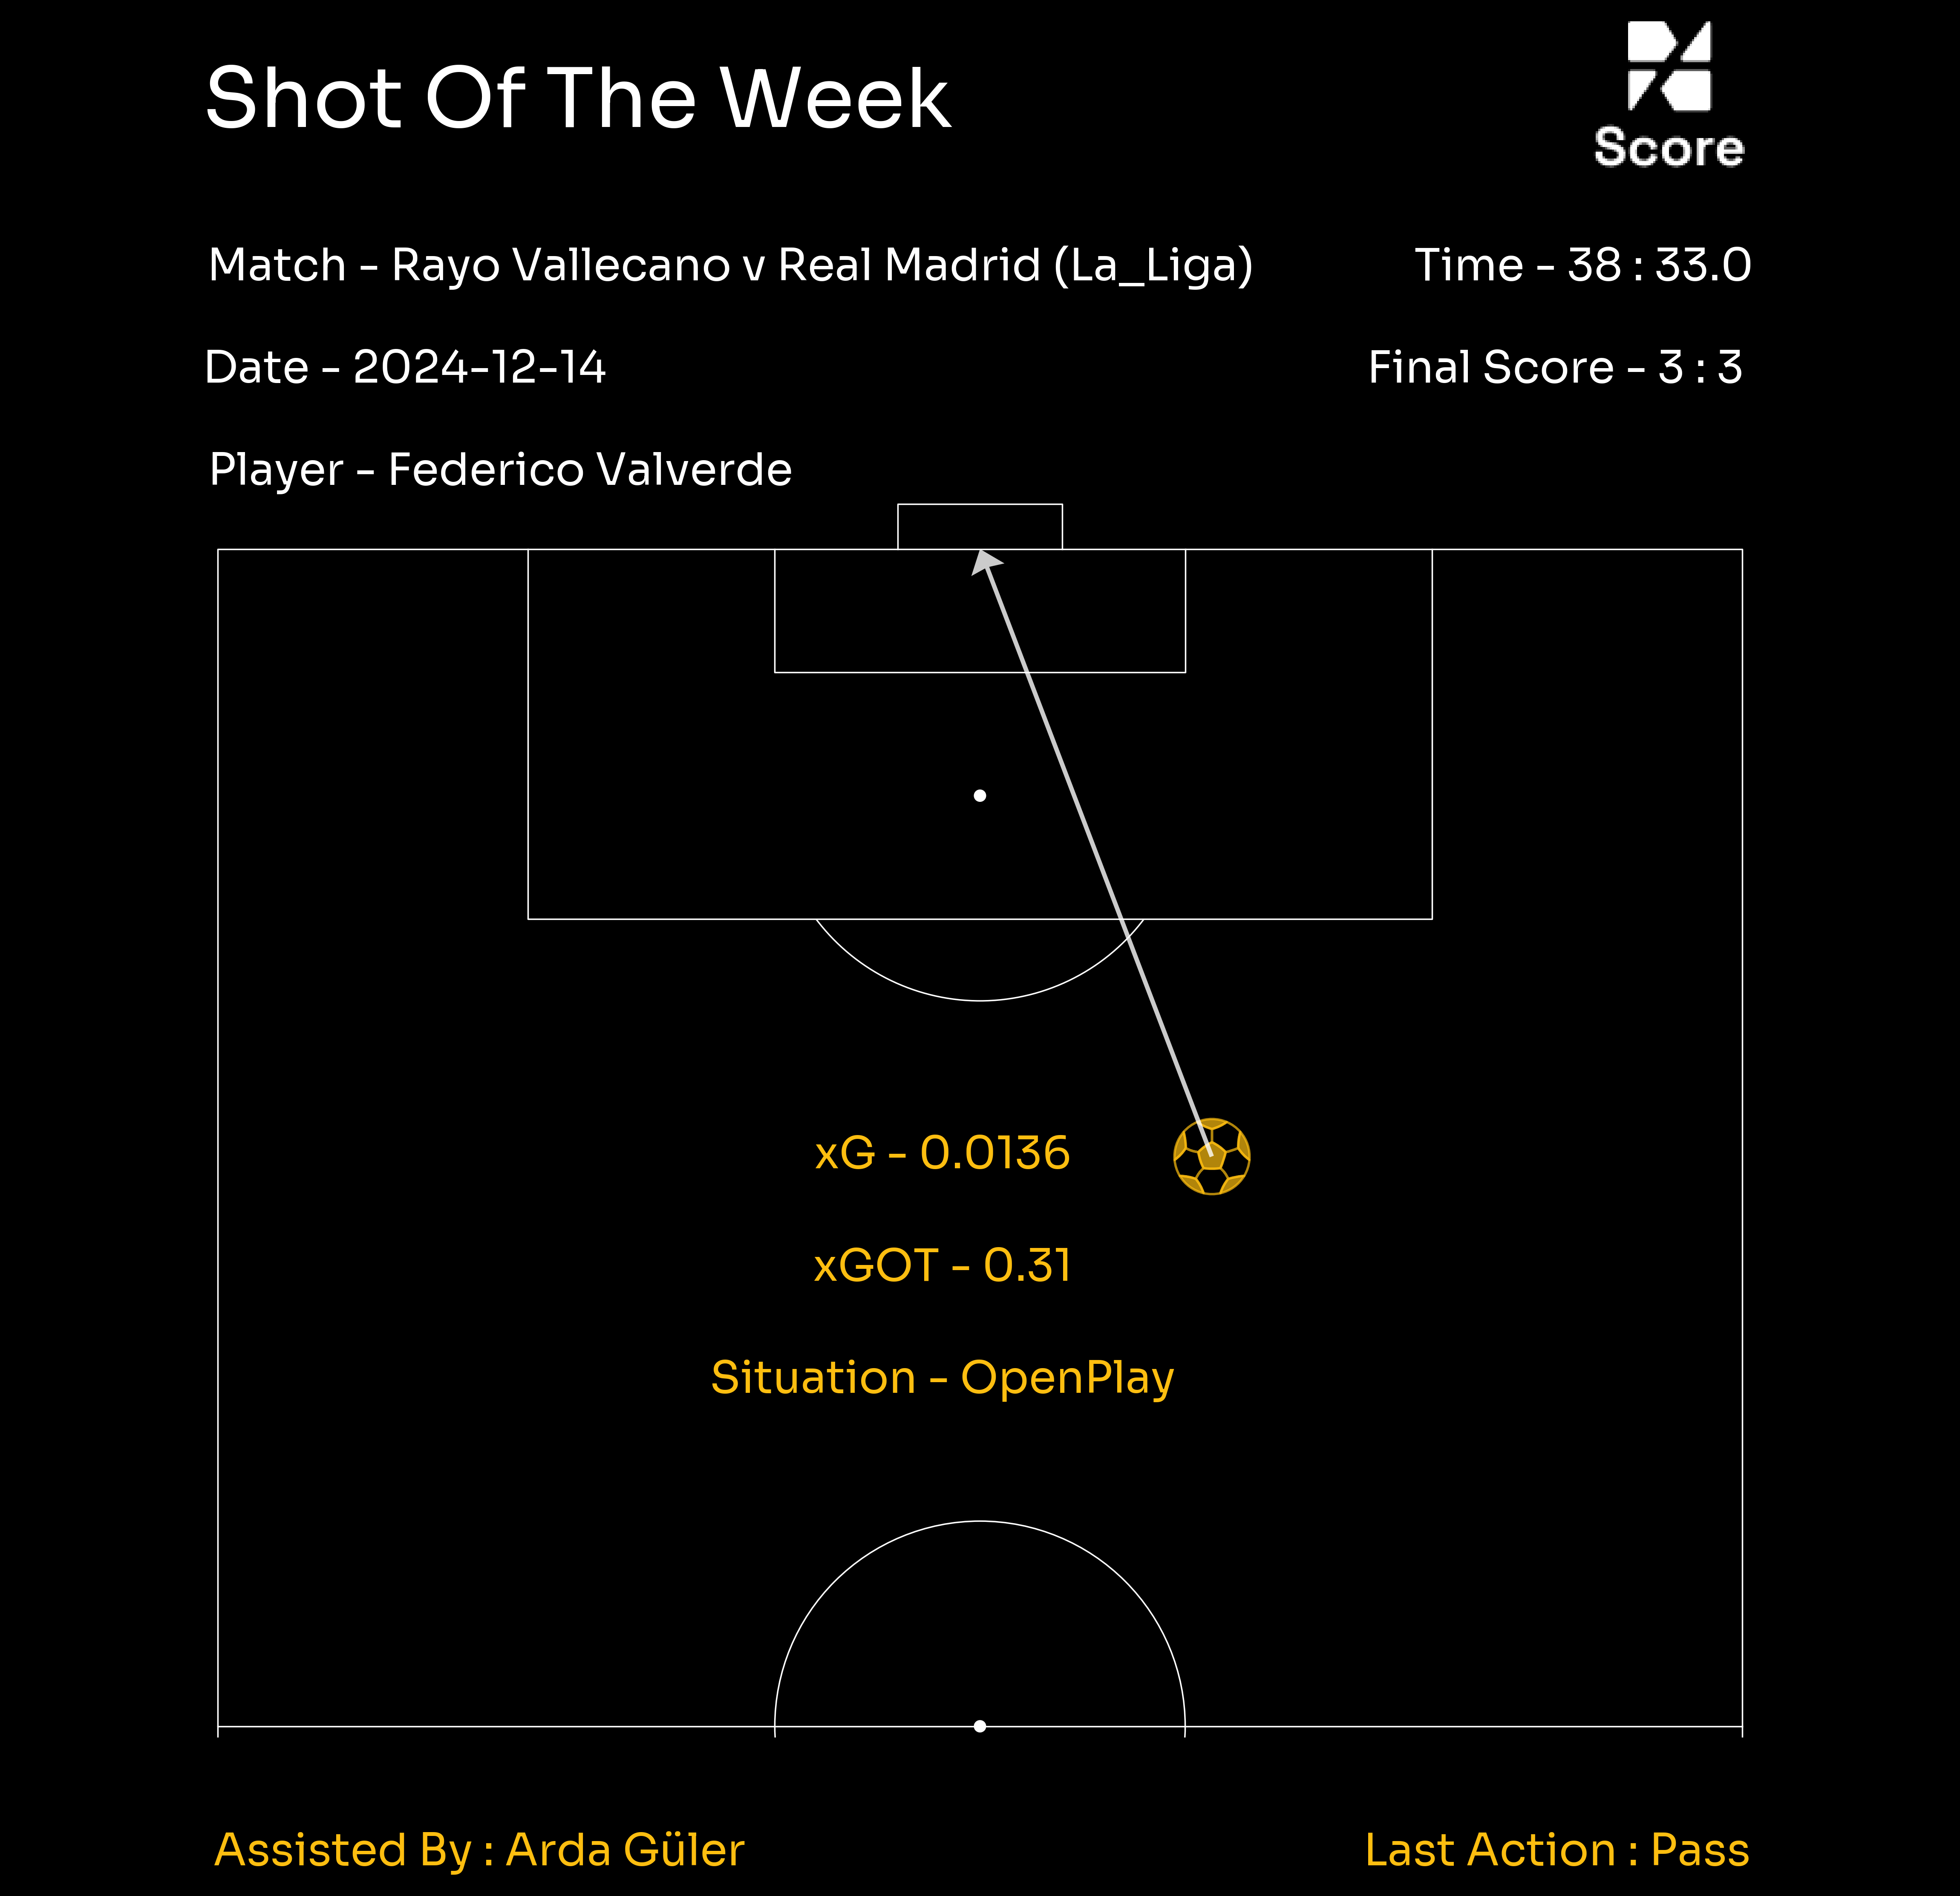 Shot Of The Week
Score
Match - Rayo Vallecano v Real Madrid (La_Liga)
Time - 38 : 33.0
Date - 2024-12-14
Final Score - 3 : 3
Player - Federico Valverde
xG - 0.0136
xGOT - 0.31
Situation - OpenPlay
Assisted By : Arda Güler
Last Action : Pass